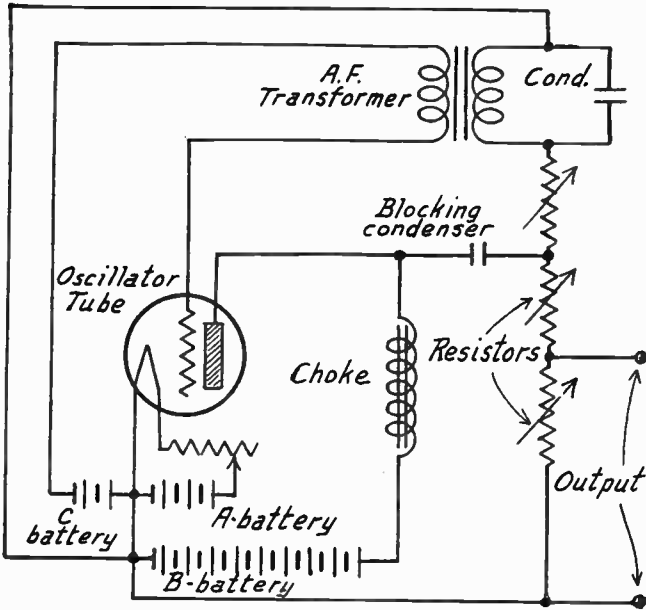 A.F.
Transformer
Cond.
Blocking
condenser
Oscillator
Tube
Choke
Resistors
Output
C
battery
A-battery
B-battery